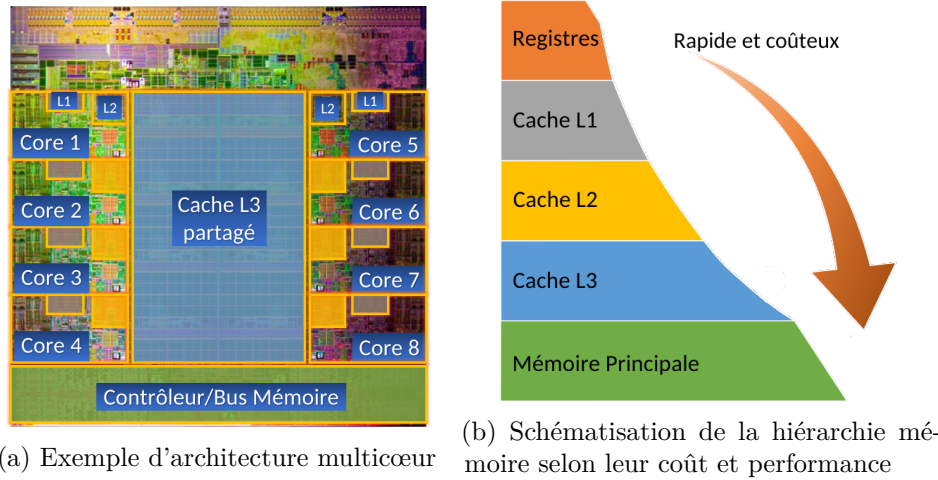 L1
L2
L2
L1
Core 1
Core 5
Core 2
Core 6
Cache L3
partagé
Core 3
Core 7
Core 4
Core 8
Contrôleur/Bus Mémoire
(a) Exemple d'architecture multicœur
Registres
Rapide et coûteux
Cache L1
Cache L2
Cache L3
Mémoire Principale
(b) Schématisation de la hiérarchie mé-
moire selon leur coût et performance